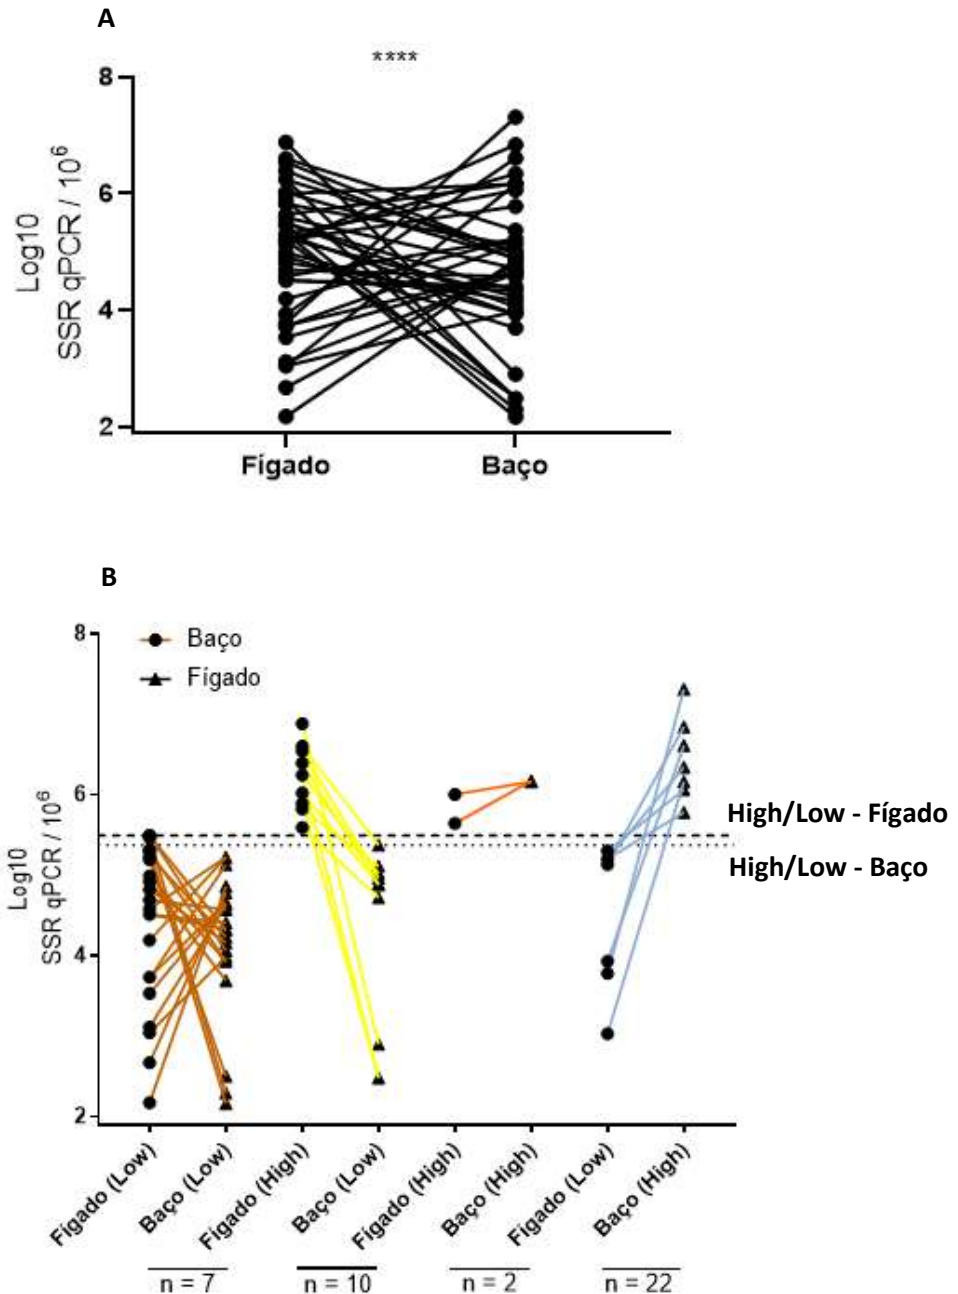 A
****
8
6
4
2
Log10
SSR qPCR / 10⁶
Fígado
Baço
B
Baço
Fígado
8
6
4
2
Log10
SSR qPCR / 10⁶
High/Low - Fígado
High/Low - Baço
Fígado (Low)
Baço (Low)
Fígado (High)
Baço (Low)
Fígado (High)
Baço (High)
Fígado (Low)
Baço (High)
n = 7
n = 10
n = 2
n = 22